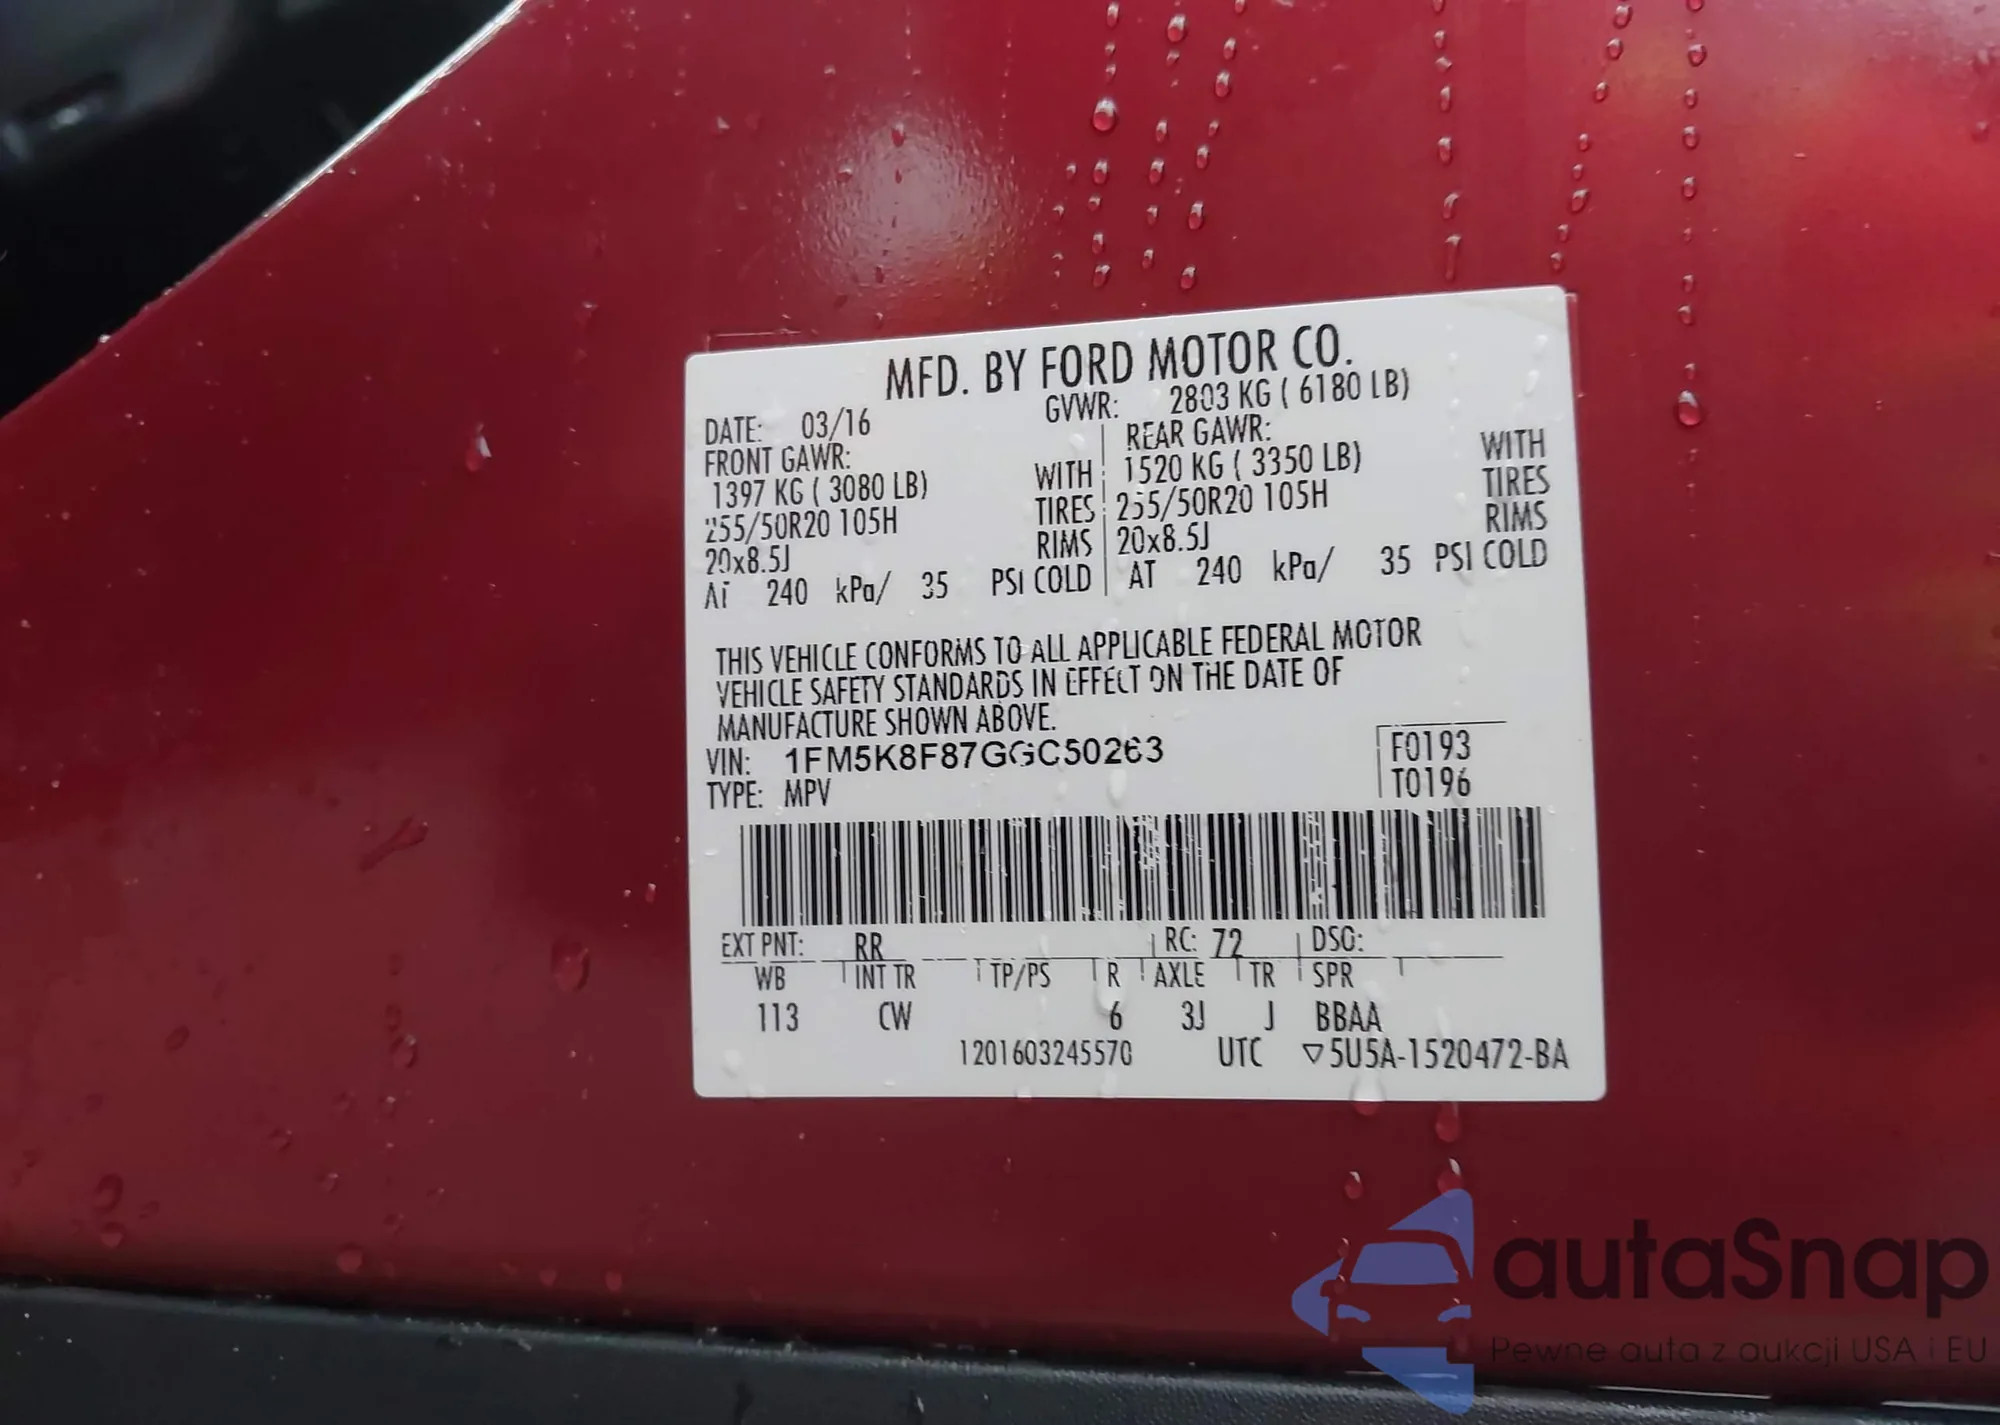 MFD. BY FORD MOTOR CO.
DATE: 03/16 GVWR: 2803 KG ( 6180 LB)
FRONT GAWR: REAR GAWR:
1397 KG ( 3080 LB) WITH 1520 KG ( 3350 LB) WITH
255/50R20 105H TIRES 255/50R20 105H TIRES
20x8.5J RIMS 20x8.5J RIMS
AT 240 kPa/ 35 PSI COLD AT 240 kPa/ 35 PSI COLD
THIS VEHICLE CONFORMS TO ALL APPLICABLE FEDERAL MOTOR
VEHICLE SAFETY STANDARDS IN EFFECT ON THE DATE OF
MANUFACTURE SHOWN ABOVE.
VIN: 1FM5K8F87GGC50263 F0193
TYPE: MPV T0196
EXT PNT: RR RC: 72 DSO:
WB INT TR TP/PS R AXLE TR SPR
113 CW 6 3J J BBAA
1201603245570 UTC ▽5U5A-1520472-BA
autaSnap
Pewne auta z aukcji USA i EU